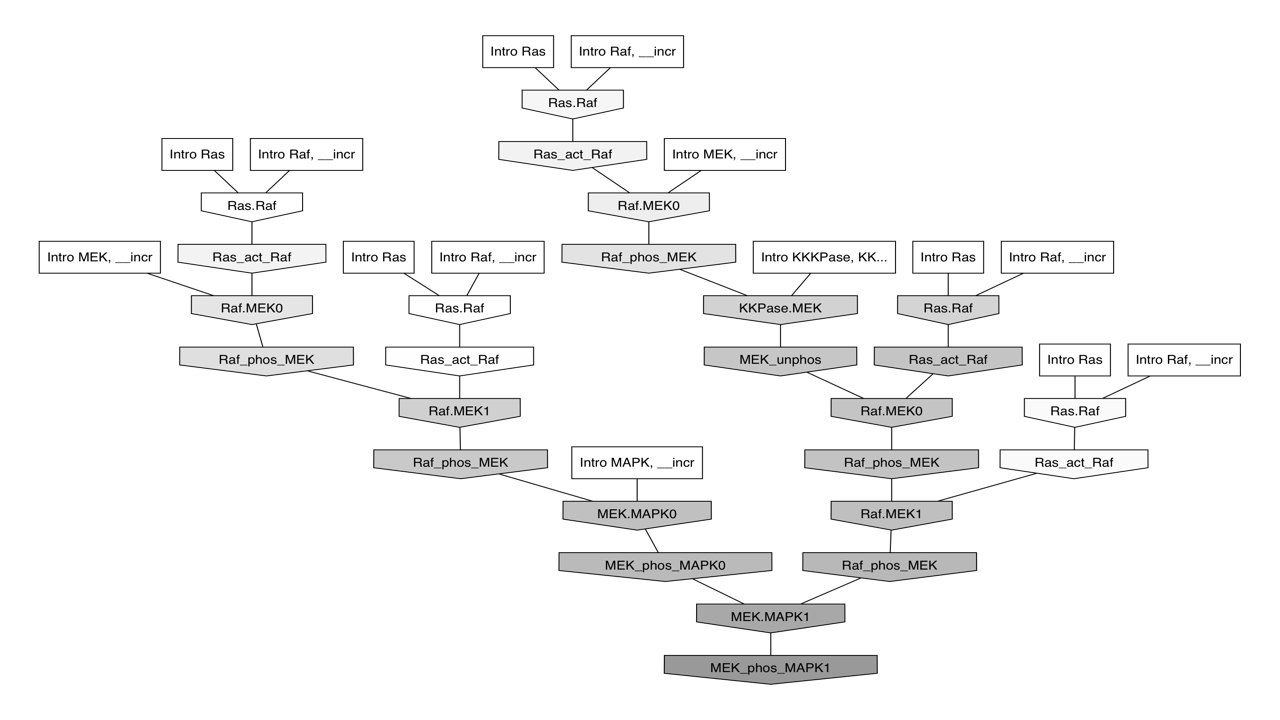 Intro Ras
Intro Raf, __incr
Ras.Raf
Intro Ras
Intro Raf, __incr
Ras_act_Raf
Intro MEK, __incr
Ras.Raf
Raf.MEK0
Intro MEK, __incr
Ras_act_Raf
Intro Ras
Intro Raf, __incr
Raf_phos_MEK
Intro KKKPase, KK...
Intro Ras
Intro Raf, __incr
Raf.MEK0
Ras.Raf
KKPase.MEK
Ras.Raf
Raf_phos_MEK
Ras_act_Raf
MEK_unphos
Ras_act_Raf
Intro Ras
Intro Raf, __incr
Raf.MEK1
Raf.MEK0
Ras.Raf
Raf_phos_MEK
Intro MAPK, __incr
Raf_phos_MEK
Ras_act_Raf
MEK.MAPK0
Raf.MEK1
MEK_phos_MAPK0
Raf_phos_MEK
MEK.MAPK1
MEK_phos_MAPK1